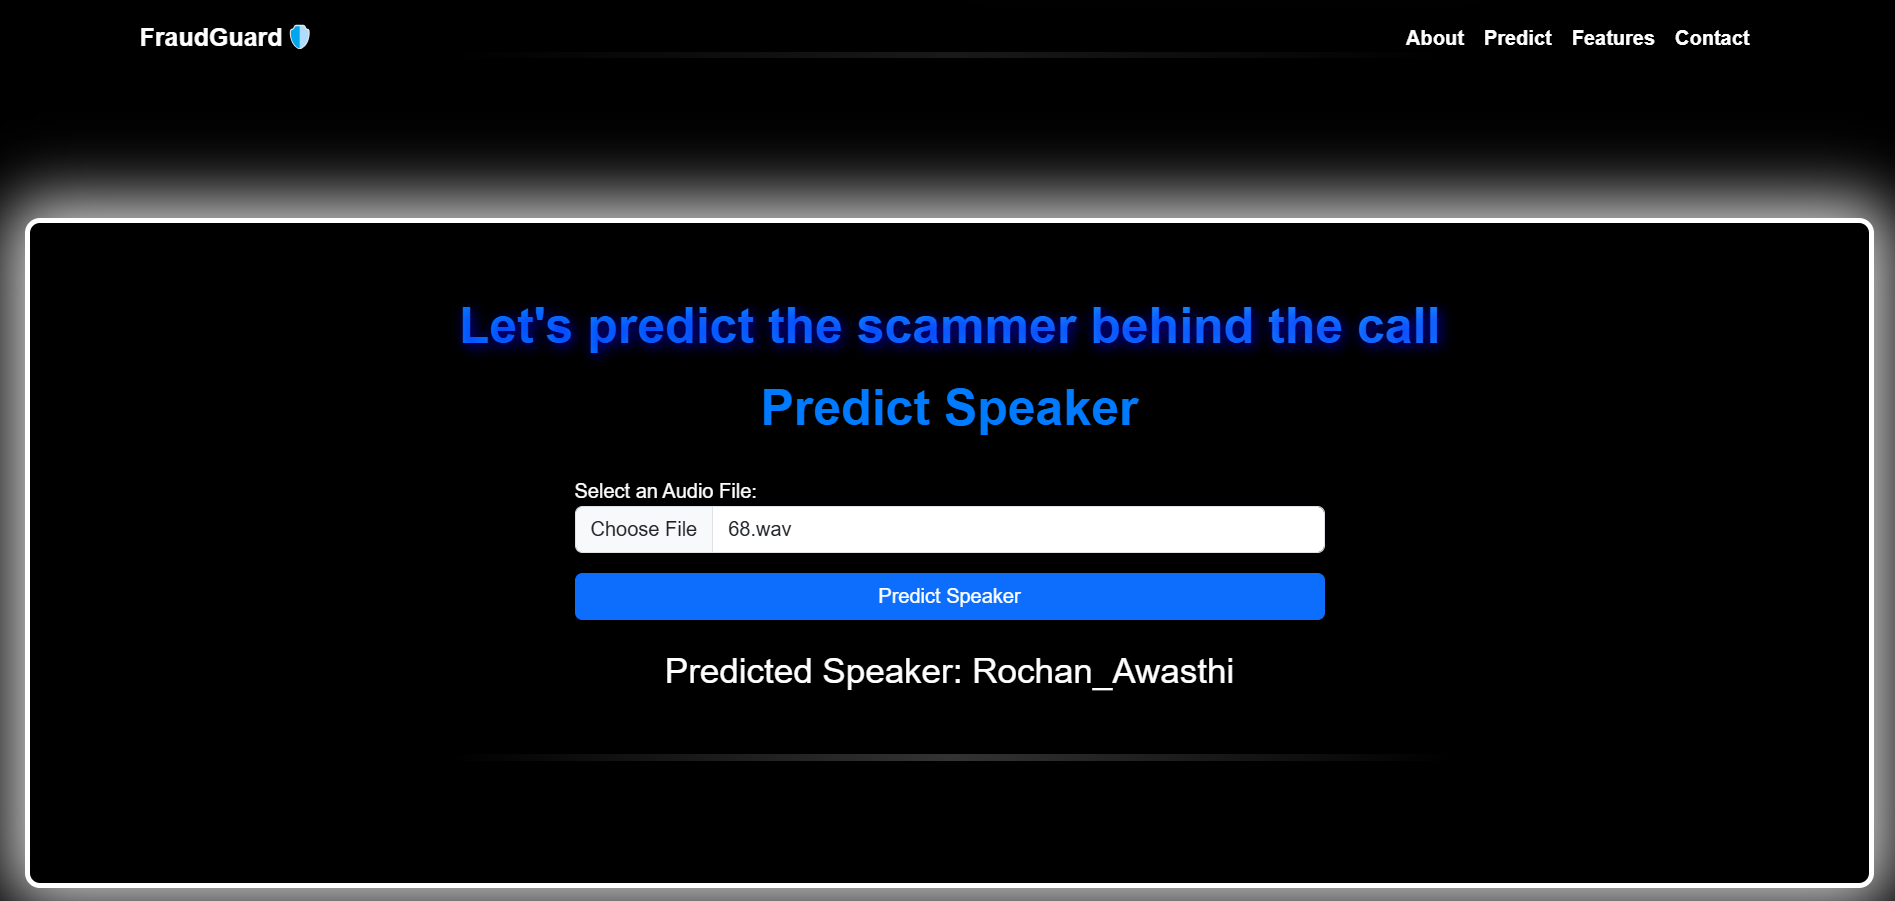 FraudGuard
About Predict Features Contact
Let's predict the scammer behind the call
Predict Speaker
Select an Audio File:
Choose File 68.wav
Predict Speaker
Predicted Speaker: Rochan_Awasthi